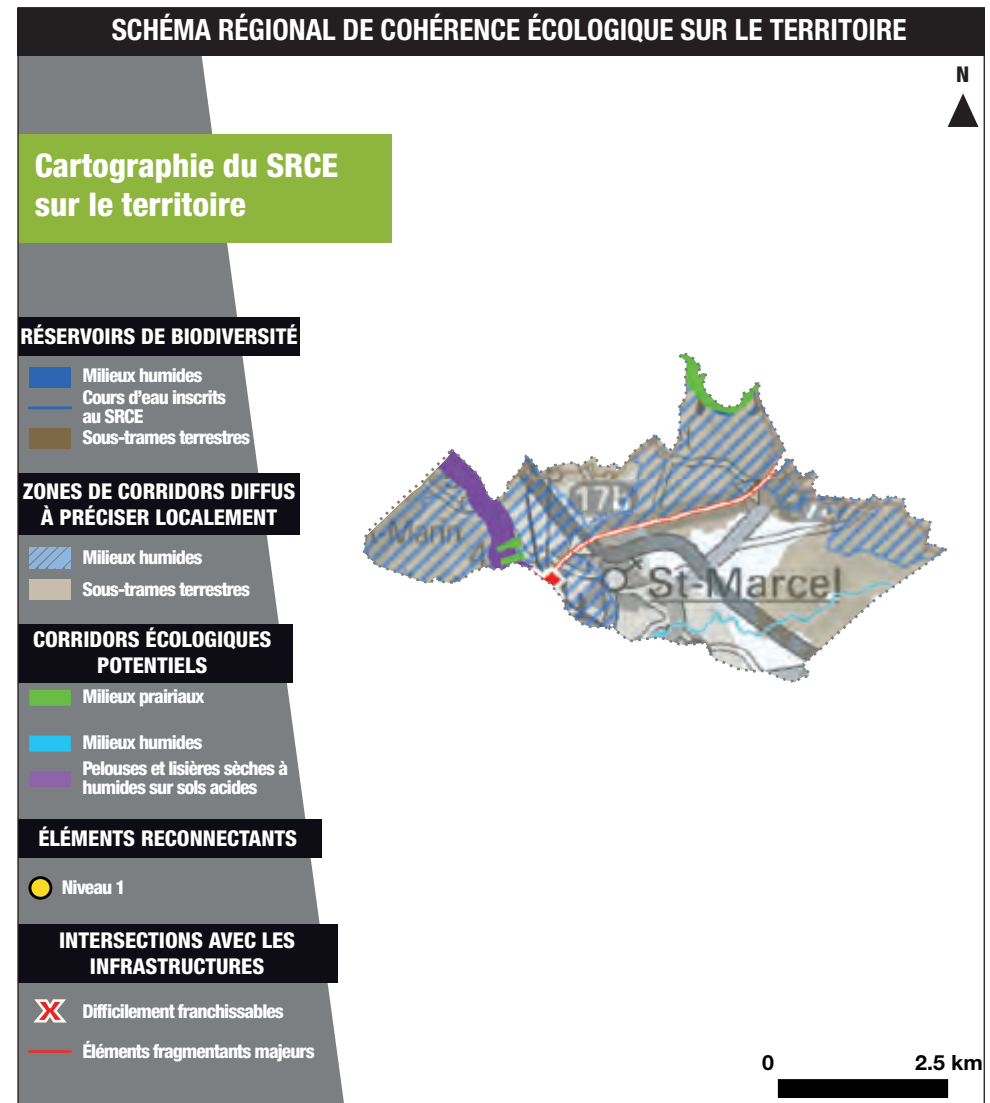 SCHÉMA RÉGIONAL DE COHÉRENCE ÉCOLOGIQUE SUR LE TERRITOIRE
N
Cartographie du SRCE
sur le territoire
RÉSERVOIRS DE BIODIVERSITÉ
Milieux humides
Cours d'eau inscrits
au SRCE
Sous-trames terrestres
ZONES DE CORRIDORS DIFFUS
À PRÉCISER LOCALEMENT
Milieux humides
Sous-trames terrestres
CORRIDORS ÉCOLOGIQUES
POTENTIELS
Milieux prairiaux
Milieux humides
Pelouses et lisières sèches à
humides sur sols acides
ÉLÉMENTS RECONNECTANTS
Niveau 1
INTERSECTIONS AVEC LES
INFRASTRUCTURES
Difficilement franchissables
Éléments fragmentants majeurs
17b
-Mann
St-Marcel
0 2.5 km